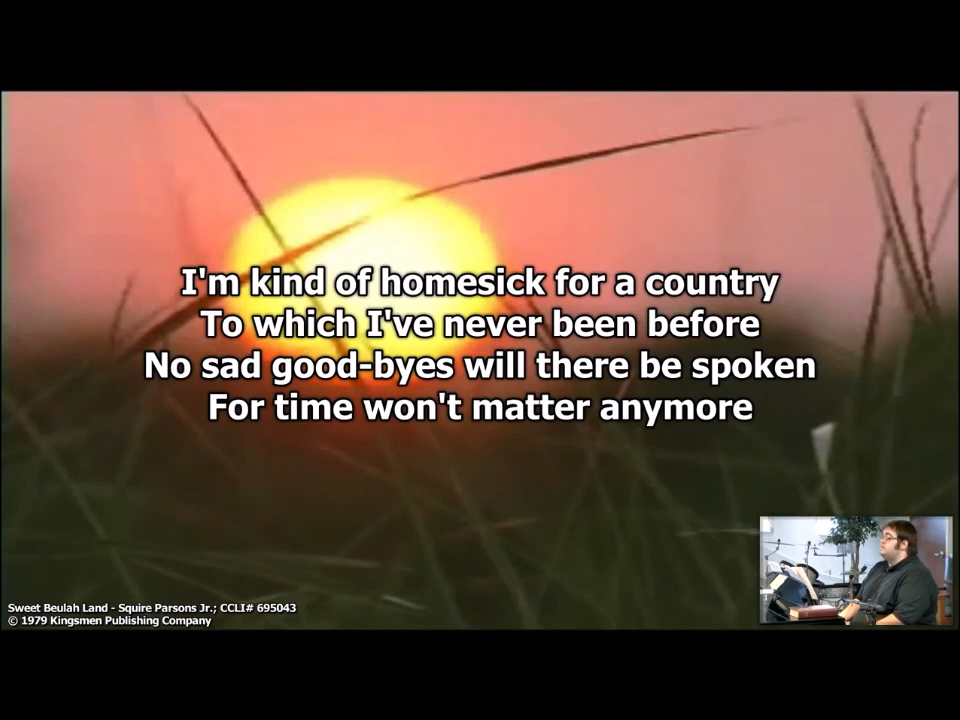 I'm kind of homesick for a country
To which I've never been before
No sad good-byes will there be spoken
For time won't matter anymore
Sweet Beulah Land - Squire Parsons Jr.; CCLI# 695043
© 1979 Kingsmen Publishing Company